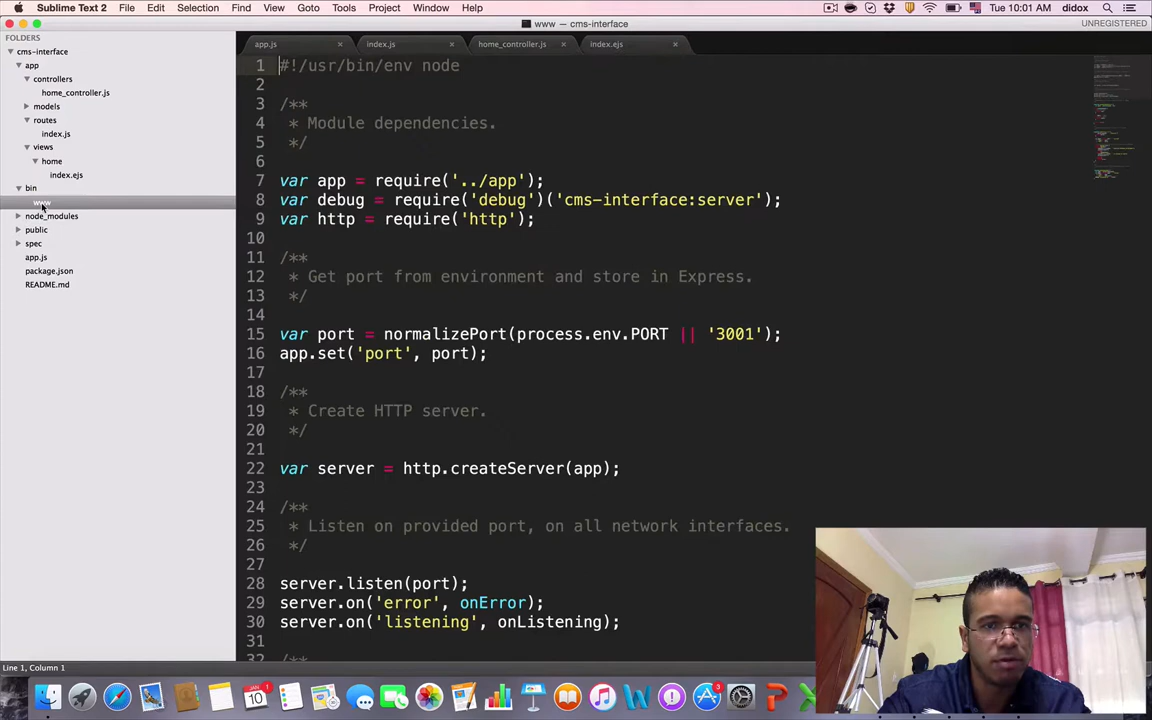 Sublime Text 2 File Edit Selection Find View Goto Tools Project Window Help Tue 10:01 AM didox
www — cms-interface UNREGISTERED
FOLDERS
cms-interface
app
controllers
home_controller.js
models
routes
index.js
views
home
index.ejs
bin
www
node_modules
public
spec
app.js
package.json
README.md
app.js index.js home_controller.js index.ejs
1 #!/usr/bin/env node
2
3 /**
4 * Module dependencies.
5 */
6
7 var app = require('../app');
8 var debug = require('debug')('cms-interface:server');
9 var http = require('http');
10
11 /**
12 * Get port from environment and store in Express.
13 */
14
15 var port = normalizePort(process.env.PORT || '3001');
16 app.set('port', port);
17
18 /**
19 * Create HTTP server.
20 */
21
22 var server = http.createServer(app);
23
24 /**
25 * Listen on provided port, on all network interfaces.
26 */
27
28 server.listen(port);
29 server.on('error', onError);
30 server.on('listening', onListening);
31
32 /**
Line 1, Column 1
JAN
10
1
3